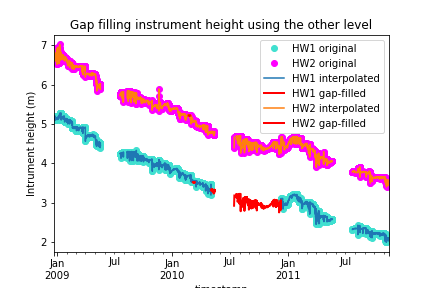 Gap filling instrument height using the other level
Intrument height (m)
7
6
5
4
3
2
HW1 original
HW2 original
HW1 interpolated
HW1 gap-filled
HW2 interpolated
HW2 gap-filled
Jan Jul Jan Jul Jan Jul
2009 2010 2011
timestamp